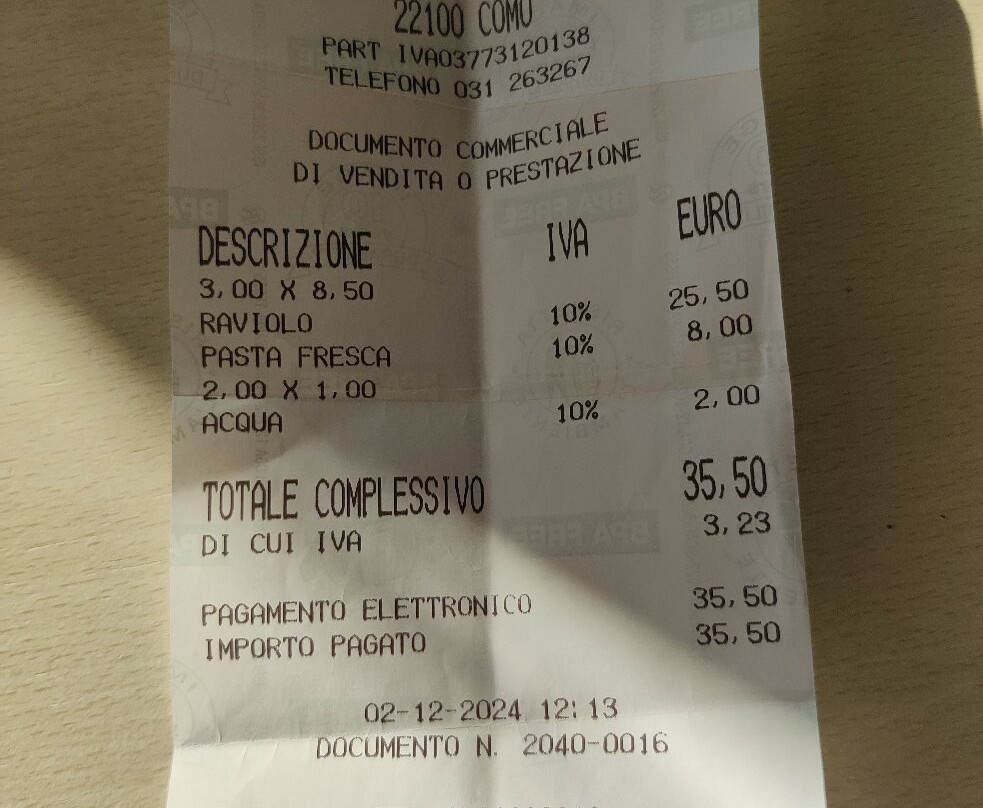 22100 COMO
PART IVA03773120138
TELEFONO 031 263267
DOCUMENTO COMMERCIALE
DI VENDITA O PRESTAZIONE
DESCRIZIONE IVA EURO
3,00 X 8,50
RAVIOLO 10% 25,50
PASTA FRESCA 10% 8,00
2,00 X 1,00
ACQUA 10% 2,00
TOTALE COMPLESSIVO 35,50
DI CUI IVA 3,23
PAGAMENTO ELETTRONICO 35,50
IMPORTO PAGATO 35,50
02-12-2024 12:13
DOCUMENTO N. 2040-0016